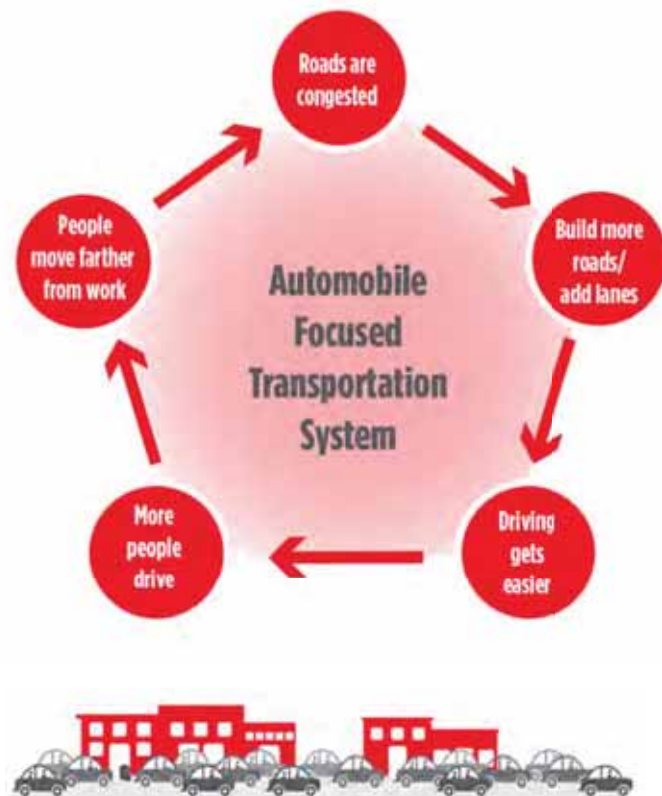 Roads are
congested
Build more
roads/
add lanes
Driving
gets
easier
More
people
drive
People
move farther
from work
Automobile
Focused
Transportation
System